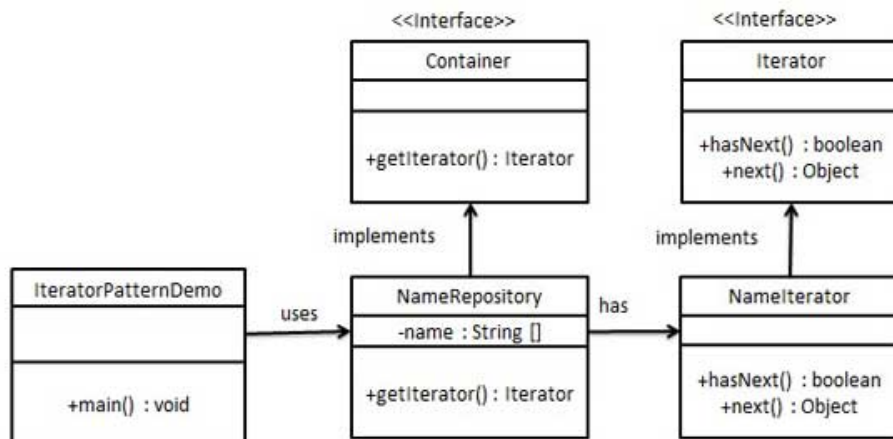 <<Interface>>
Container
+getIterator() : Iterator
<<Interface>>
Iterator
+hasNext() : boolean
+next() : Object
implements
implements
IteratorPatternDemo
+main() : void
uses
NameRepository
-name : String []
+getIterator() : Iterator
has
NameIterator
+hasNext() : boolean
+next() : Object